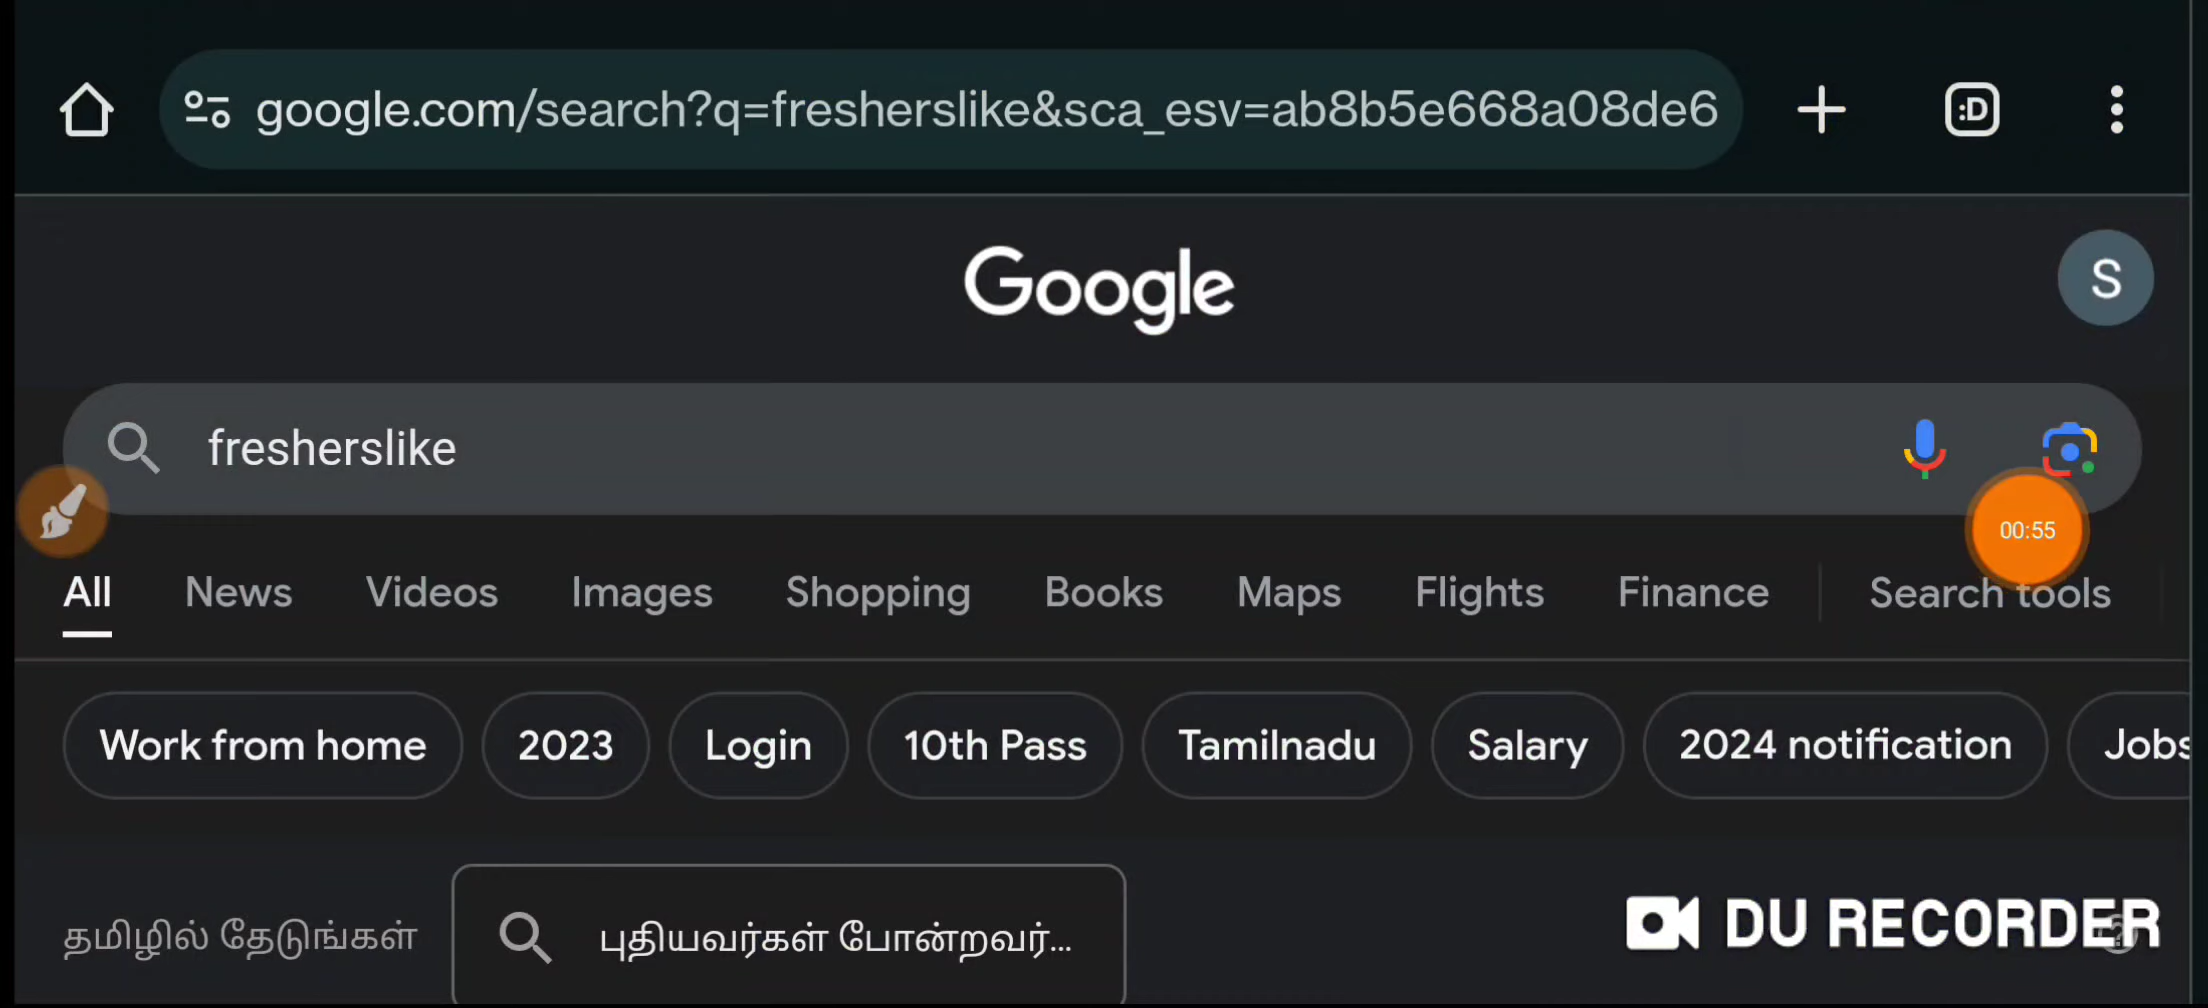 google.com/search?q=fresherslike&sca_esv=ab8b5e668a08de6
:D
Google
S
fresherslike
00:55
All News Videos Images Shopping Books Maps Flights Finance Search tools
Work from home 2023 Login 10th Pass Tamilnadu Salary 2024 notification Jobs
தமிழில் தேடுங்கள் புதியவர்கள் போன்றவர்...
DU RECORDER